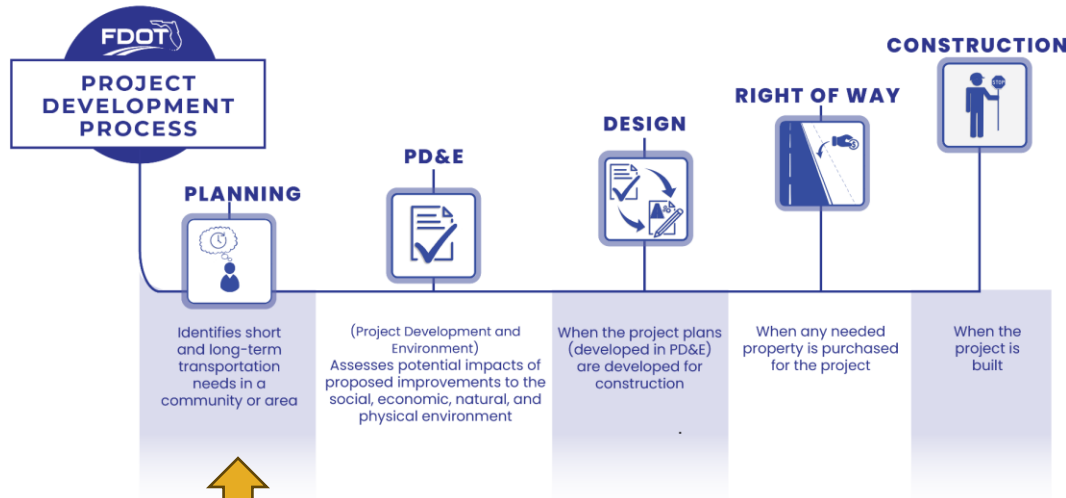 FDOT
PROJECT
DEVELOPMENT
PROCESS
PLANNING
Identifies short
and long-term
transportation
needs in a
community or area
PD&E
(Project Development and
Environment)
Assesses potential impacts of
proposed improvements to the
social, economic, natural, and
physical environment
DESIGN
When the project plans
(developed in PD&E)
are developed for
construction
.
RIGHT OF WAY
When any needed
property is purchased
for the project
CONSTRUCTION
STOP
When the
project is
built